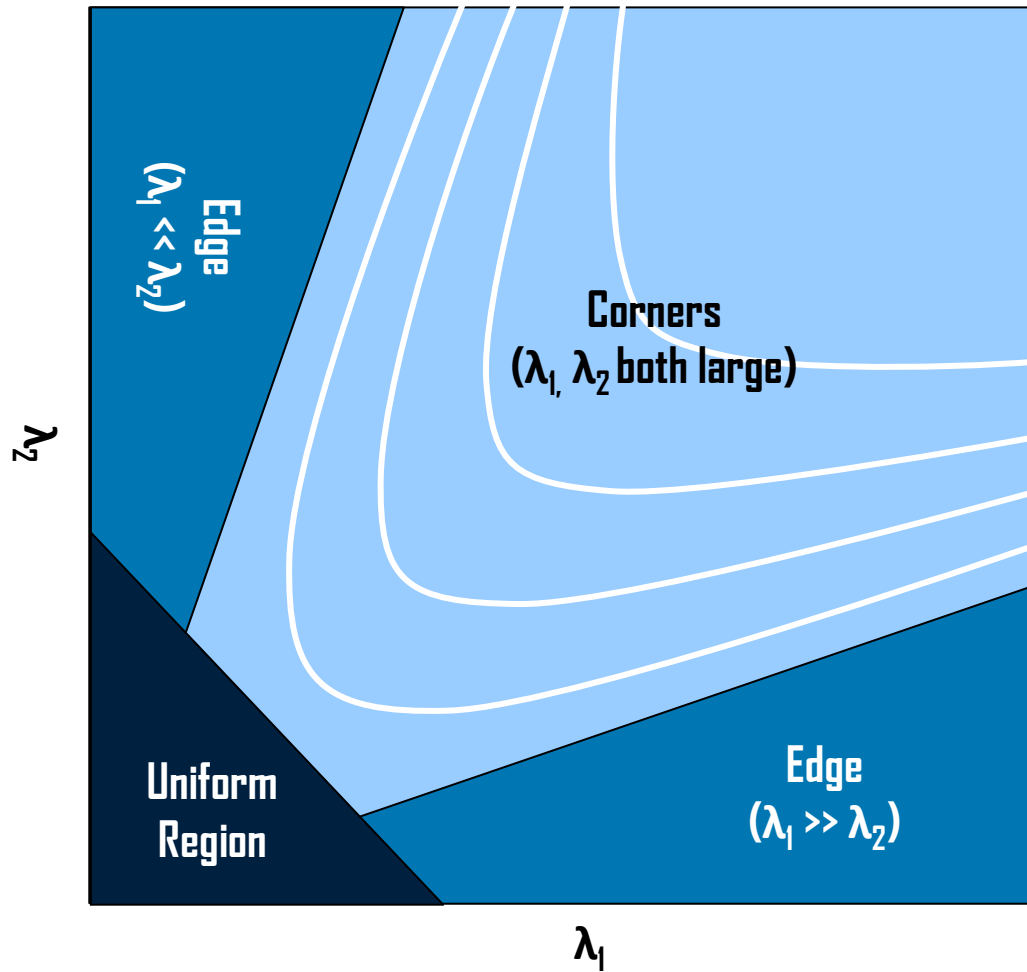 Edge
(λ₁ << λ₂)
Corners
(λ₁, λ₂ both large)
λ₂
Uniform
Region
Edge
(λ₁ >> λ₂)
λ₁